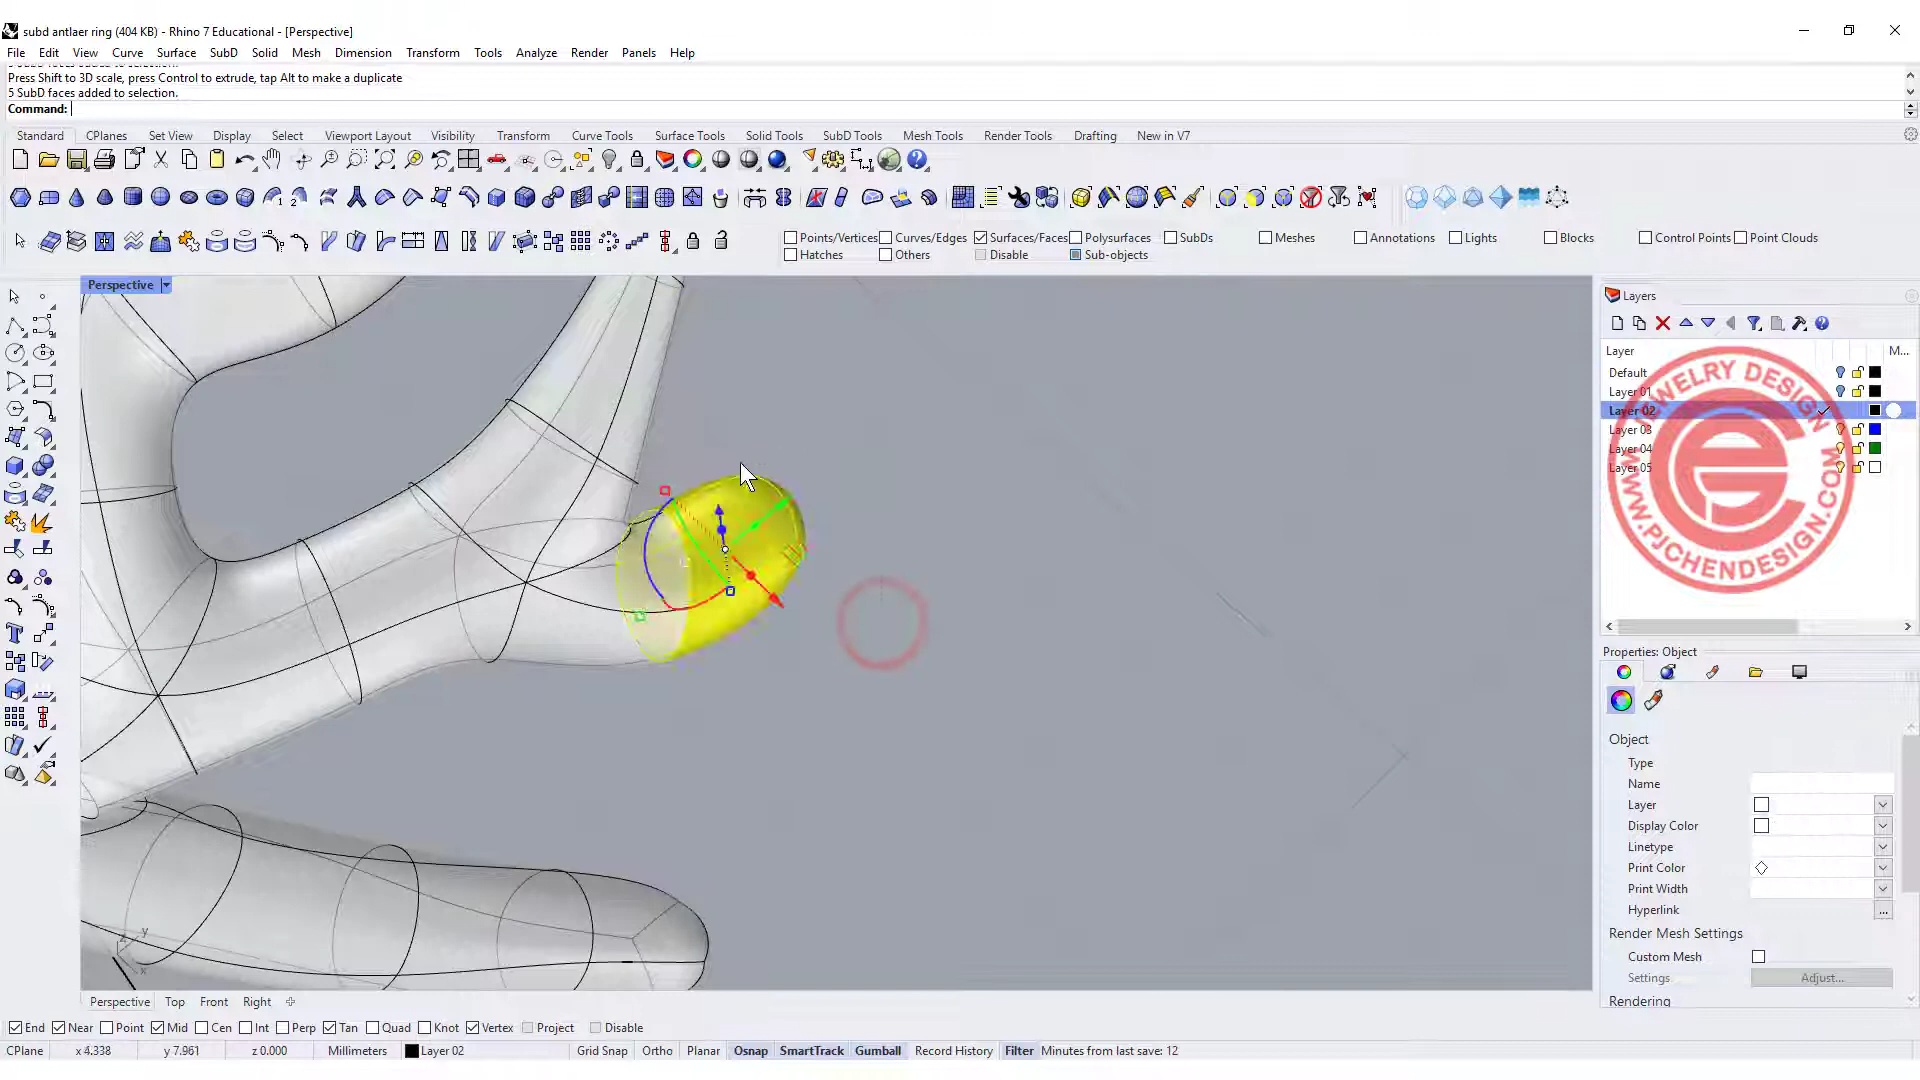 subd antlaer ring (404 KB) - Rhino 7 Educational - [Perspective]
File Edit View Curve Surface SubD Solid Mesh Dimension Transform Tools Analyze Render Panels Help
Press Shift to 3D scale, press Control to extrude, tap Alt to make a duplicate
5 SubD faces added to selection.
Command:
Standard CPlanes Set View Display Select Viewport Layout Visibility Transform Curve Tools Surface Tools Solid Tools SubD Tools Mesh Tools Render Tools Drafting New in V7
Points/Vertices Curves/Edges Surfaces/Faces Polysurfaces SubDs Meshes Annotations Lights Blocks Control Points Point Clouds
Hatches Others Disable Sub-objects
Perspective
Layers
Layer M...
Default
Layer 01
Layer 02
Layer 03
Layer 04
Layer 05
JEWELRY DESIGN
WWW.PJCHENDESIGN.COM
Properties: Object
Object
Type
Name
Layer
Display Color
Linetype
Print Color
Print Width
Hyperlink ...
Render Mesh Settings
Custom Mesh
Settings Adjust...
Rendering
z y
x
Perspective Top Front Right
End Near Point Mid Cen Int Perp Tan Quad Knot Vertex Project Disable
CPlane x 4.338 y 7.961 z 0.000 Millimeters Layer 02 Grid Snap Ortho Planar Osnap SmartTrack Gumball Record History Filter Minutes from last save: 12